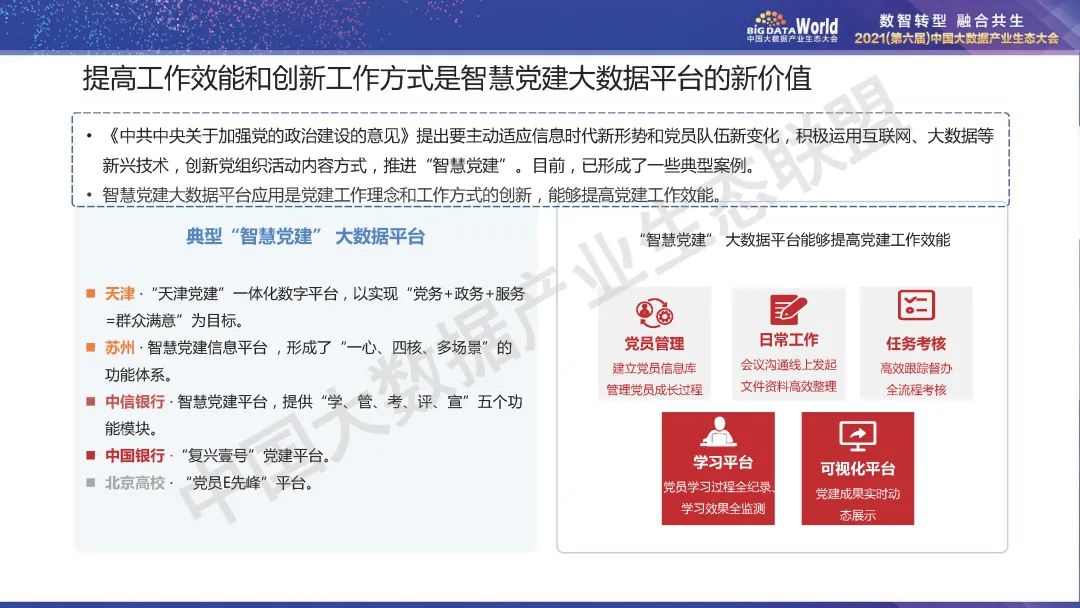 BIG DATA World
中国大数据产业生态大会
数智转型 融合共生
2021(第六届)中国大数据产业生态大会
提高工作效能和创新工作方式是智慧党建大数据平台的新价值
• 《中共中央关于加强党的政治建设的意见》提出要主动适应信息时代新形势和党员队伍新变化，积极运用互联网、大数据等
新兴技术，创新党组织活动内容方式，推进“智慧党建”。目前，已形成了一些典型案例。
• 智慧党建大数据平台应用是党建工作理念和工作方式的创新，能够提高党建工作效能。
典型“智慧党建” 大数据平台
■ 天津 ·“天津党建”一体化数字平台，以实现“党务+政务+服务
=群众满意”为目标。
■ 苏州 · 智慧党建信息平台 ，形成了“一心、四核、多场景”的
功能体系。
■ 中信银行 · 智慧党建平台，提供“学、管、考、评、宣”五个功
能模块。
■ 中国银行 ·“复兴壹号”党建平台。
■ 北京高校 · “党员E先峰”平台。
“智慧党建” 大数据平台能够提高党建工作效能
党员管理
建立党员信息库
管理党员成长过程
日常工作
会议沟通线上发起
文件资料高效整理
任务考核
高效跟踪督办
全流程考核
学习平台
党员学习过程全纪录、
学习效果全监测
可视化平台
党建成果实时动
态展示
中国大数据产业生态联盟